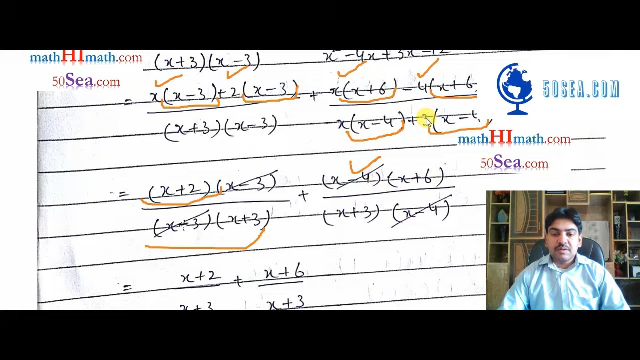 mathHImath.com
50Sea.com
(x+3)(x-3) x² -4x+3x-12
= x(x-3)+2(x-3) + x(x+6) -4(x+6
(x+3)(x-3) x(x-4)+3(x-
50SEA.COM
mathHImath.com
50Sea.com
= (x+2)(x-3) + (x-4)(x+6)
(x-3)(x+3) (x+3)(x-4)
= x+2 + x+6
x+3 x+3